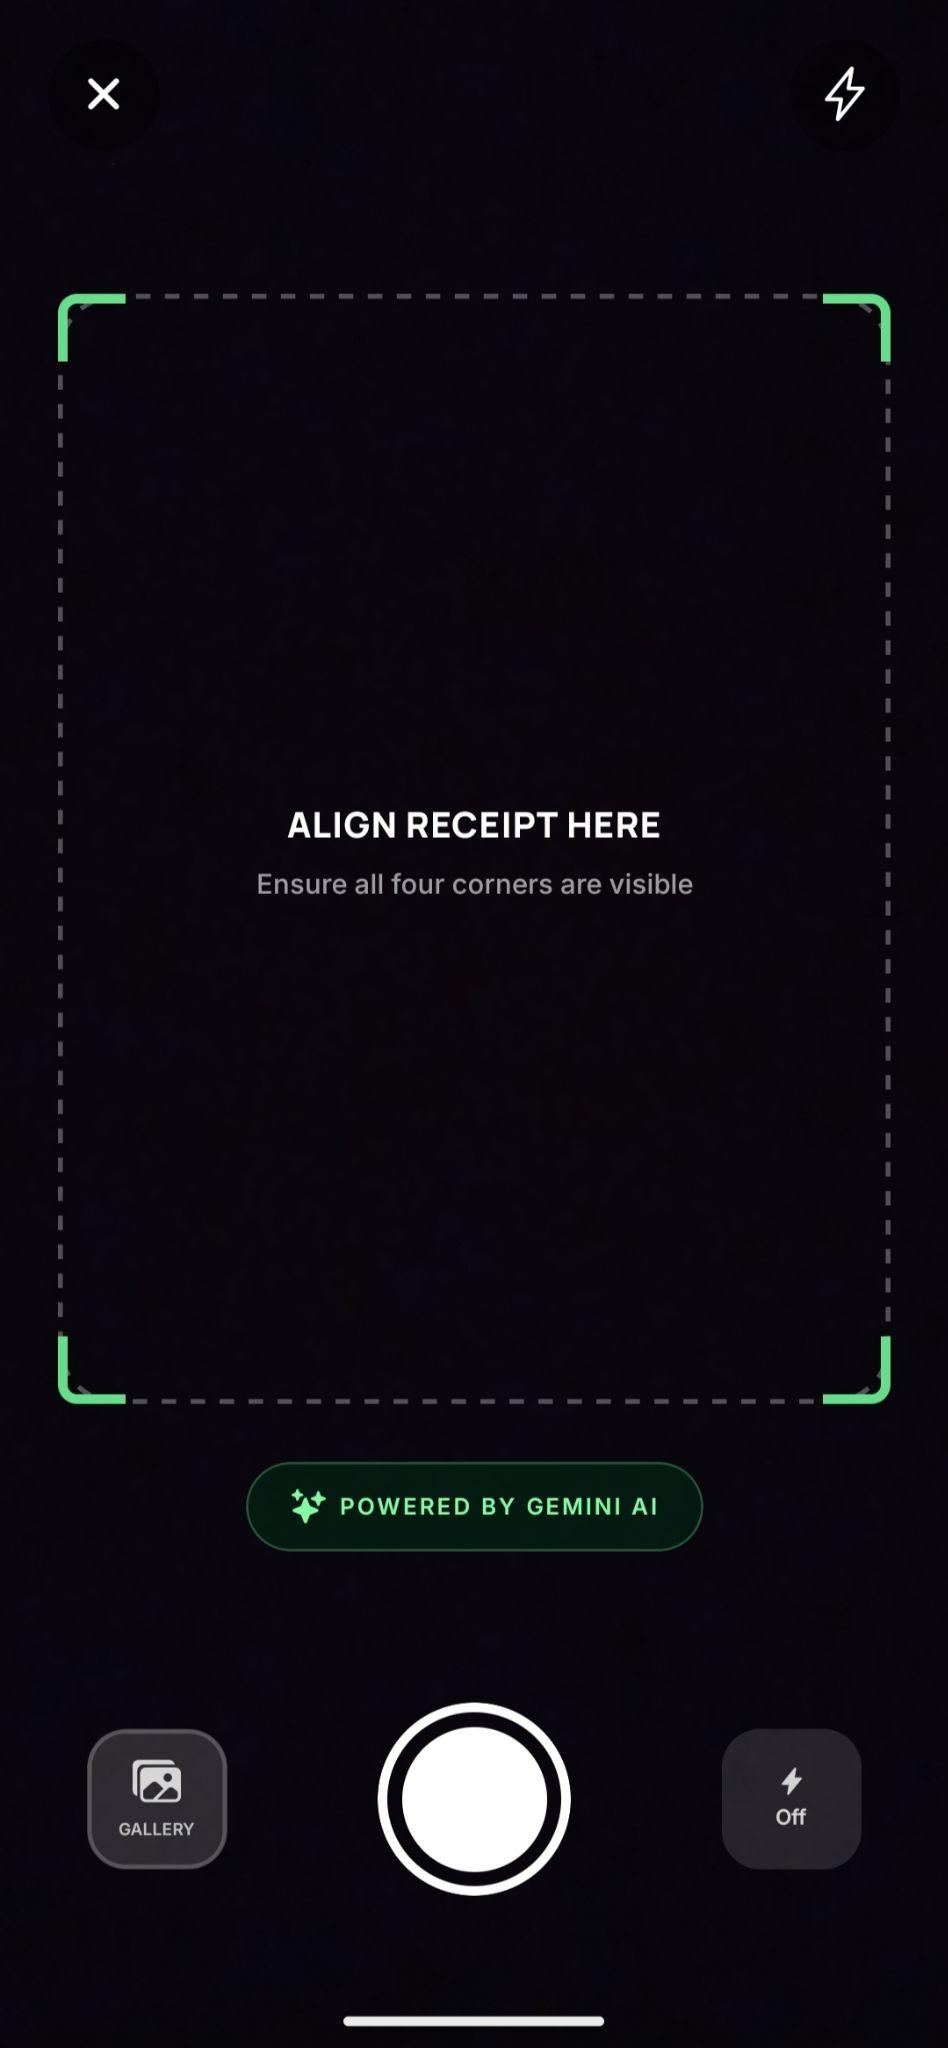 ALIGN RECEIPT HERE
Ensure all four corners are visible
POWERED BY GEMINI AI
GALLERY
Off